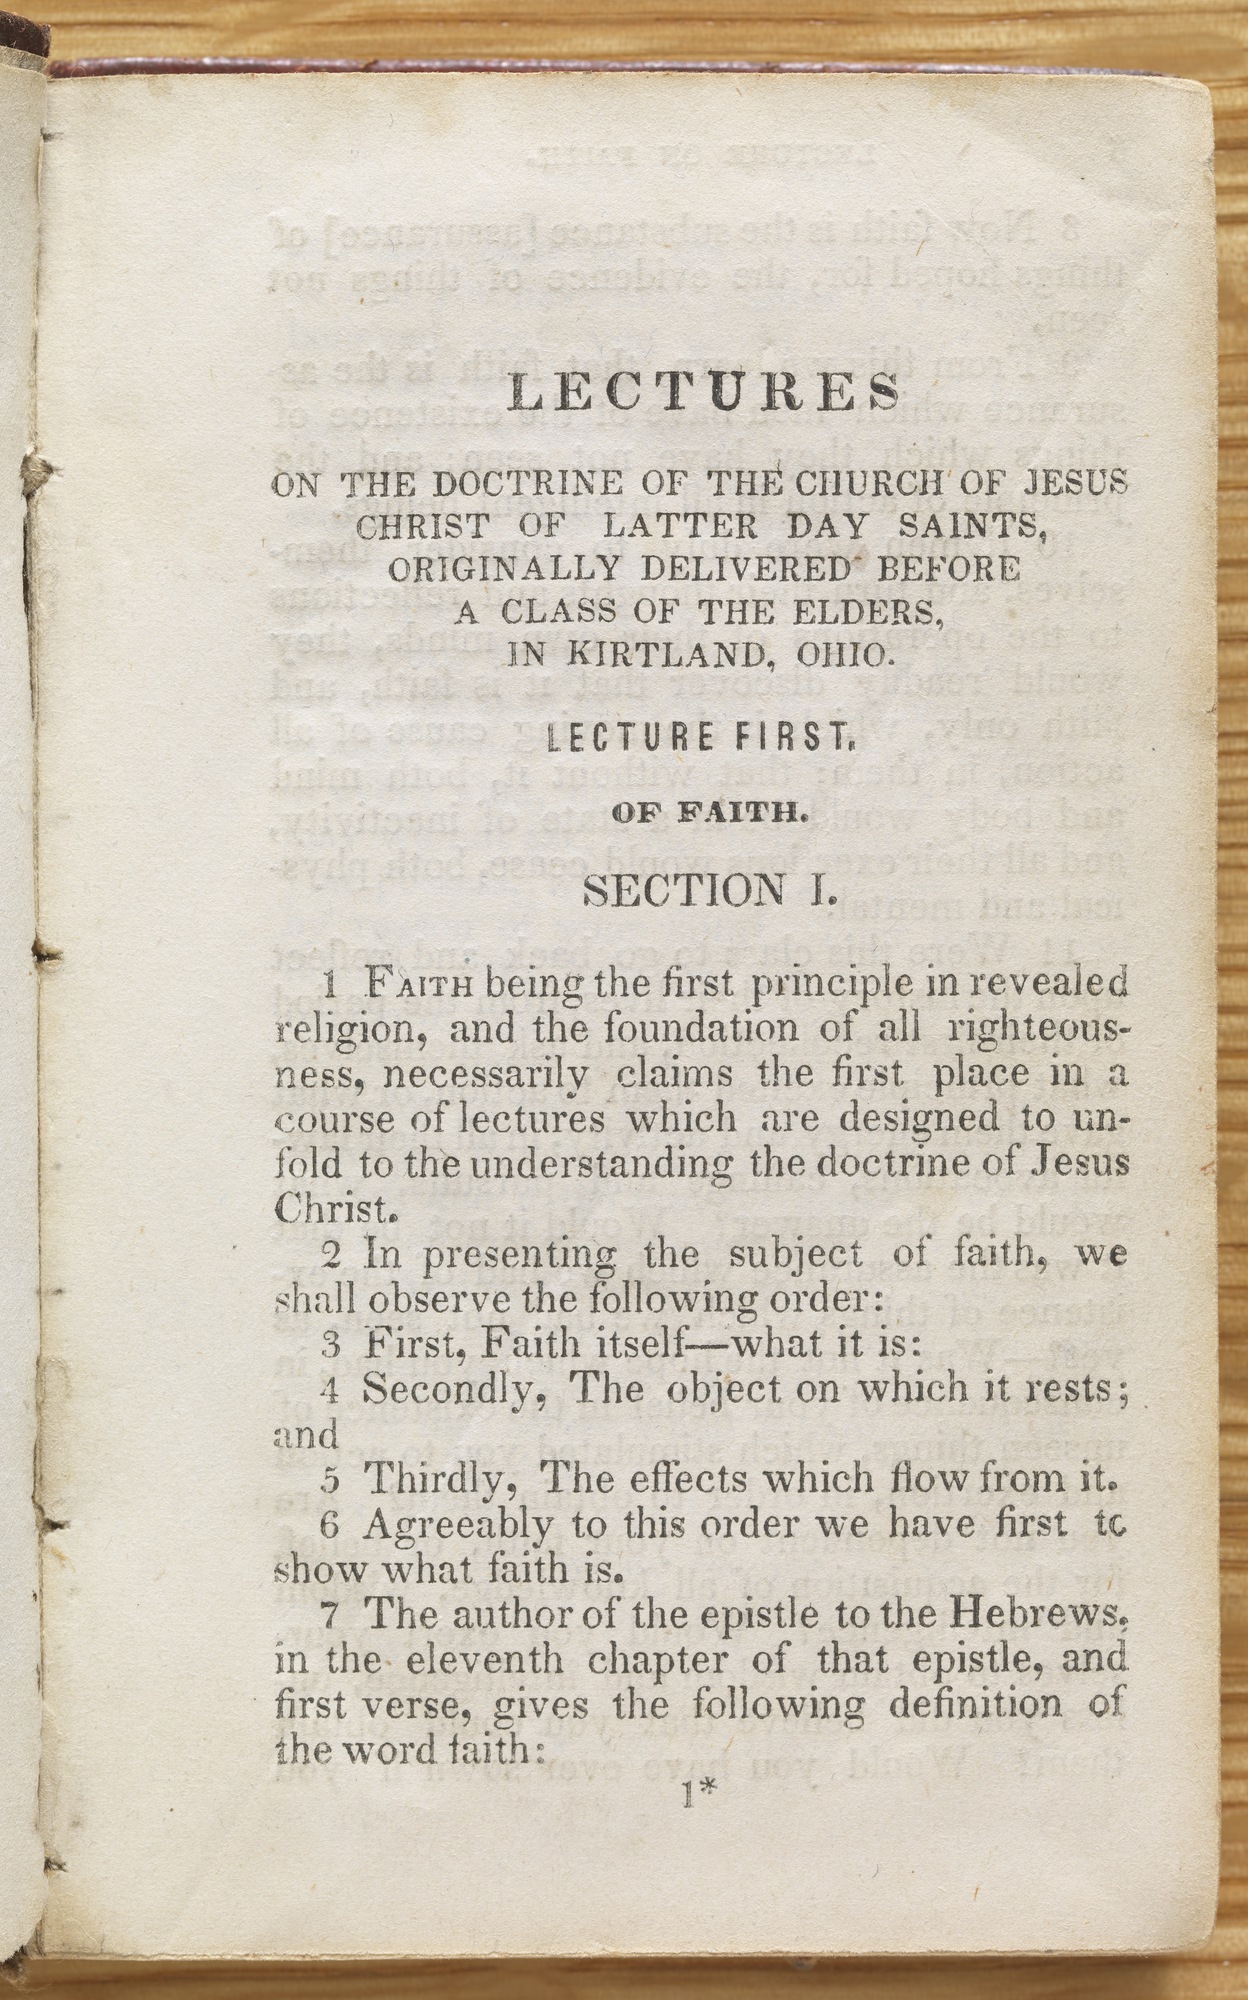 LECTURES
ON THE DOCTRINE OF THE CHURCH OF JESUS
CHRIST OF LATTER DAY SAINTS,
ORIGINALLY DELIVERED BEFORE
A CLASS OF THE ELDERS,
IN KIRTLAND, OHIO.
LECTURE FIRST.
OF FAITH.
SECTION I.
1 FAITH being the first principle in revealed
religion, and the foundation of all righteous-
ness, necessarily claims the first place in a
course of lectures which are designed to un-
fold to the understanding the doctrine of Jesus
Christ.
2 In presenting the subject of faith, we
shall observe the following order:
3 First, Faith itself—what it is:
4 Secondly, The object on which it rests;
and
5 Thirdly, The effects which flow from it.
6 Agreeably to this order we have first to
show what faith is.
7 The author of the epistle to the Hebrews,
in the eleventh chapter of that epistle, and
first verse, gives the following definition of
the word faith:
1*